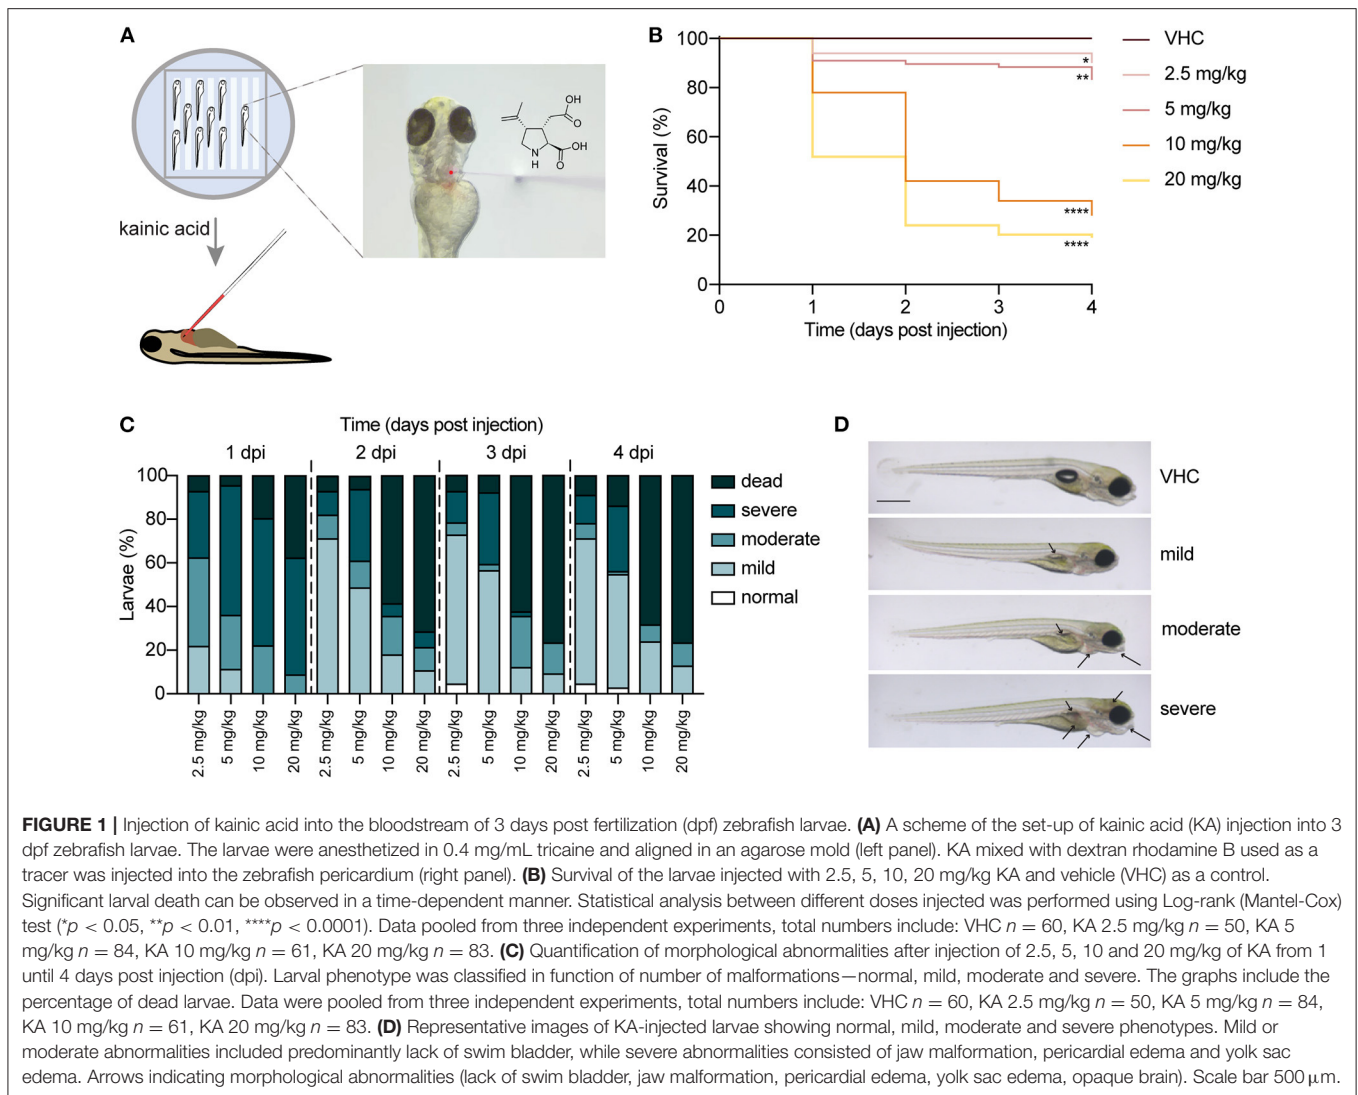 A
kainic acid
OH
O
OH
O
N
H
B
Survival (%)
100
80
60
40
20
0
0 1 2 3 4
Time (days post injection)
*
**
****
****
VHC
2.5 mg/kg
5 mg/kg
10 mg/kg
20 mg/kg
C
Time (days post injection)
1 dpi 2 dpi 3 dpi 4 dpi
Larvae (%)
100
80
60
40
20
0
2.5 mg/kg
5 mg/kg
10 mg/kg
20 mg/kg
2.5 mg/kg
5 mg/kg
10 mg/kg
20 mg/kg
2.5 mg/kg
5 mg/kg
10 mg/kg
20 mg/kg
2.5 mg/kg
5 mg/kg
10 mg/kg
20 mg/kg
dead
severe
moderate
mild
normal
D
VHC
mild
moderate
severe
FIGURE 1 | Injection of kainic acid into the bloodstream of 3 days post fertilization (dpf) zebrafish larvae. (A) A scheme of the set-up of kainic acid (KA) injection into 3
dpf zebrafish larvae. The larvae were anesthetized in 0.4 mg/mL tricaine and aligned in an agarose mold (left panel). KA mixed with dextran rhodamine B used as a
tracer was injected into the zebrafish pericardium (right panel). (B) Survival of the larvae injected with 2.5, 5, 10, 20 mg/kg KA and vehicle (VHC) as a control.
Significant larval death can be observed in a time-dependent manner. Statistical analysis between different doses injected was performed using Log-rank (Mantel-Cox)
test (*p < 0.05, **p < 0.01, ****p < 0.0001). Data pooled from three independent experiments, total numbers include: VHC n = 60, KA 2.5 mg/kg n = 50, KA 5
mg/kg n = 84, KA 10 mg/kg n = 61, KA 20 mg/kg n = 83. (C) Quantification of morphological abnormalities after injection of 2.5, 5, 10 and 20 mg/kg of KA from 1
until 4 days post injection (dpi). Larval phenotype was classified in function of number of malformations—normal, mild, moderate and severe. The graphs include the
percentage of dead larvae. Data were pooled from three independent experiments, total numbers include: VHC n = 60, KA 2.5 mg/kg n = 50, KA 5 mg/kg n = 84,
KA 10 mg/kg n = 61, KA 20 mg/kg n = 83. (D) Representative images of KA-injected larvae showing normal, mild, moderate and severe phenotypes. Mild or
moderate abnormalities included predominantly lack of swim bladder, while severe abnormalities consisted of jaw malformation, pericardial edema and yolk sac
edema. Arrows indicating morphological abnormalities (lack of swim bladder, jaw malformation, pericardial edema, yolk sac edema, opaque brain). Scale bar 500 μm.